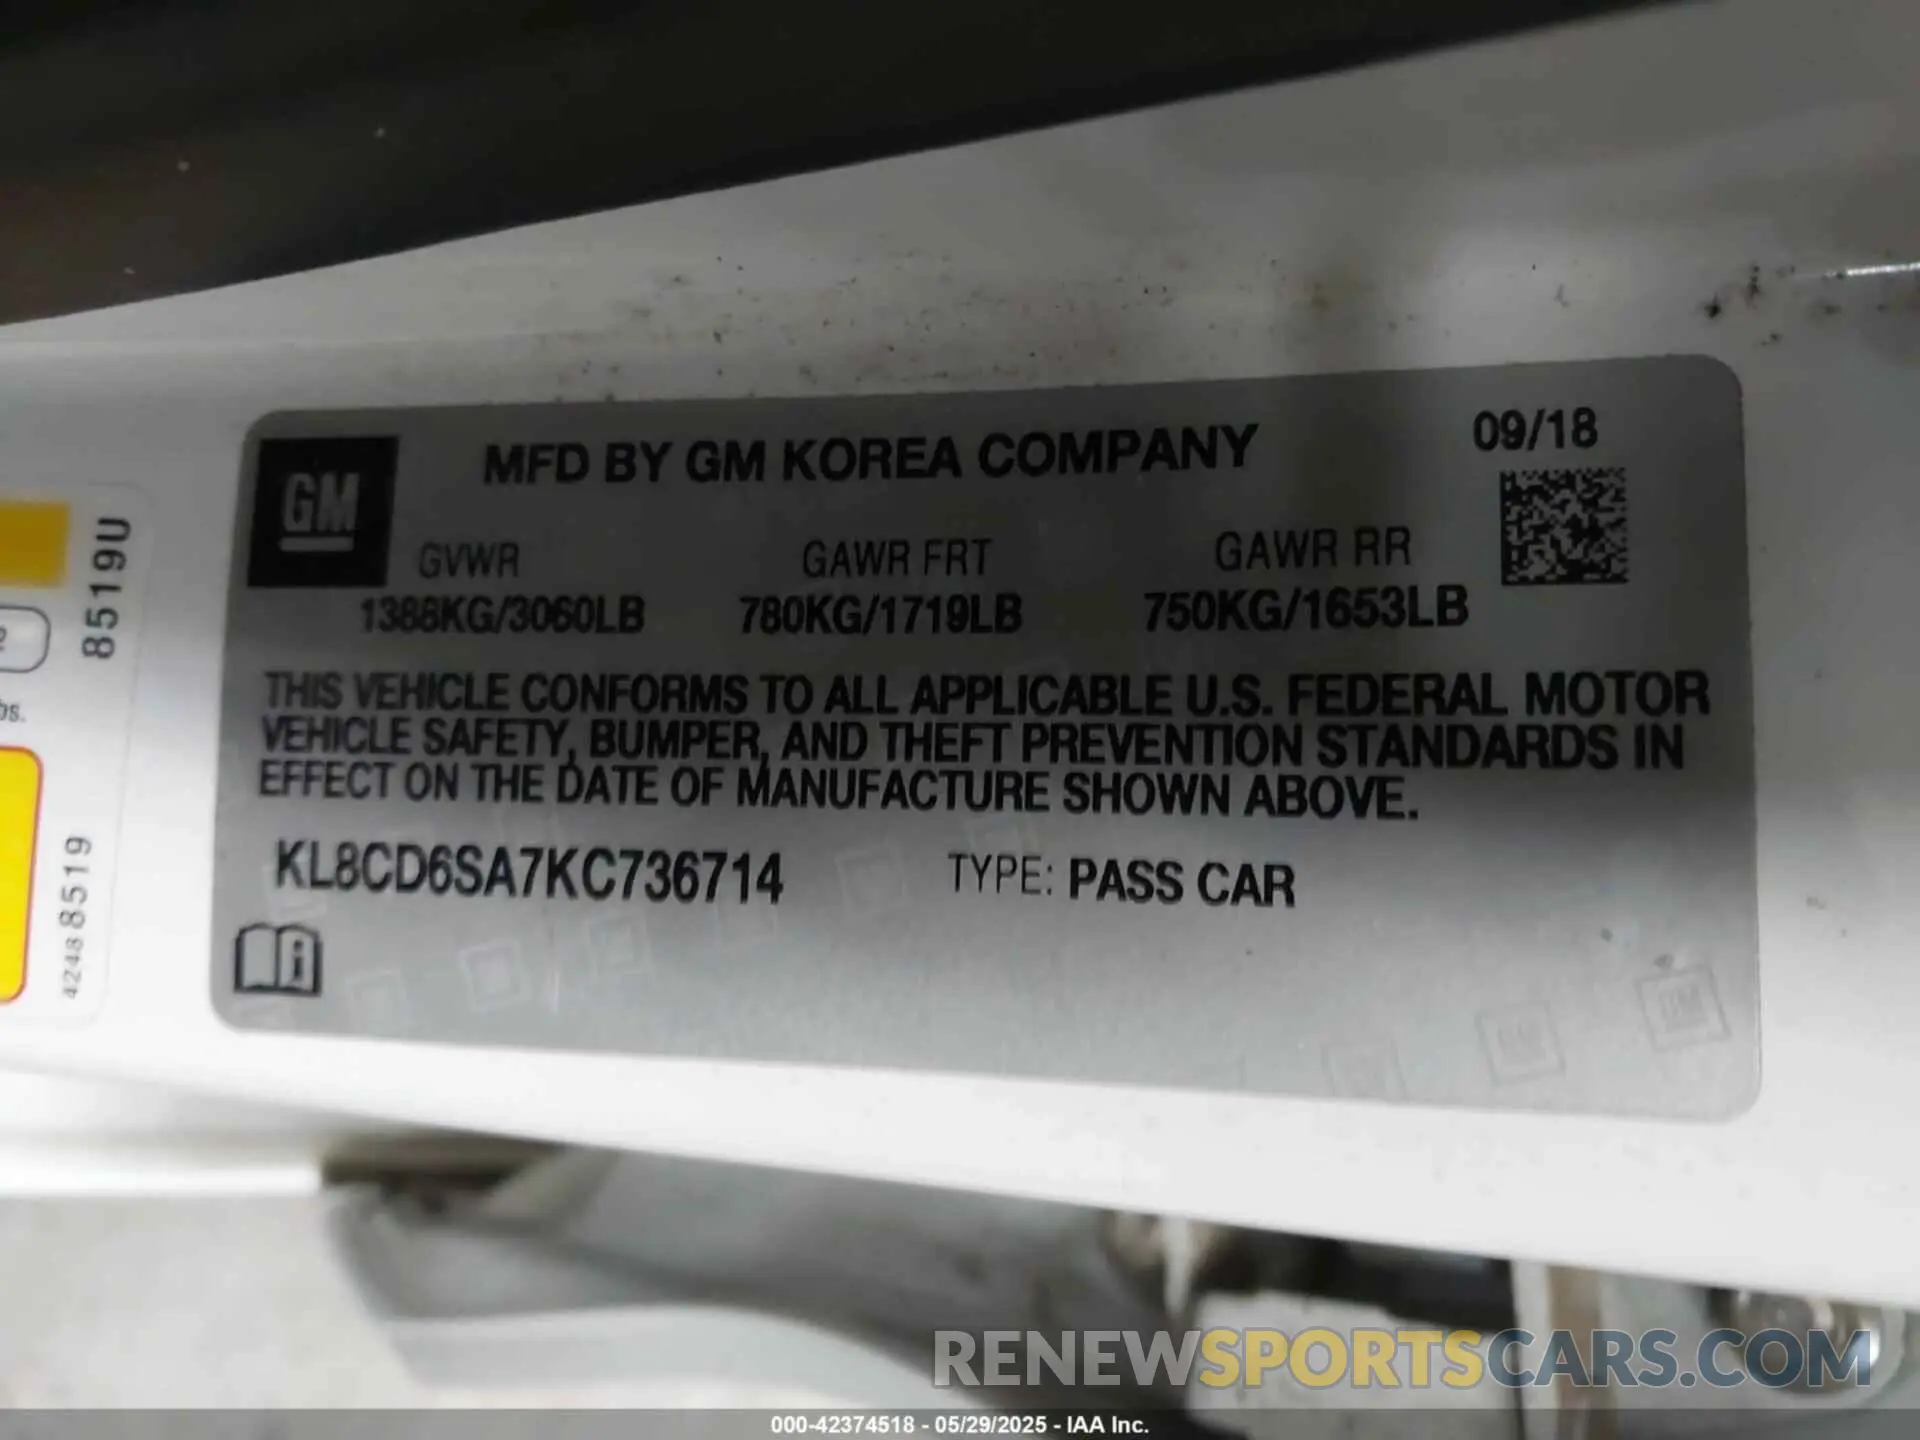 MFD BY GM KOREA COMPANY
09/18
GM
GVWR GAWR FRT GAWR RR
1388KG/3060LB 780KG/1719LB 750KG/1653LB
THIS VEHICLE CONFORMS TO ALL APPLICABLE U.S. FEDERAL MOTOR
VEHICLE SAFETY, BUMPER, AND THEFT PREVENTION STANDARDS IN
EFFECT ON THE DATE OF MANUFACTURE SHOWN ABOVE.
KL8CD6SA7KC736714 TYPE: PASS CAR
i
8519U
42488519
GM
RENEWSPORTSCARS.COM
000-42374518 - 05/29/2025 - IAA Inc.